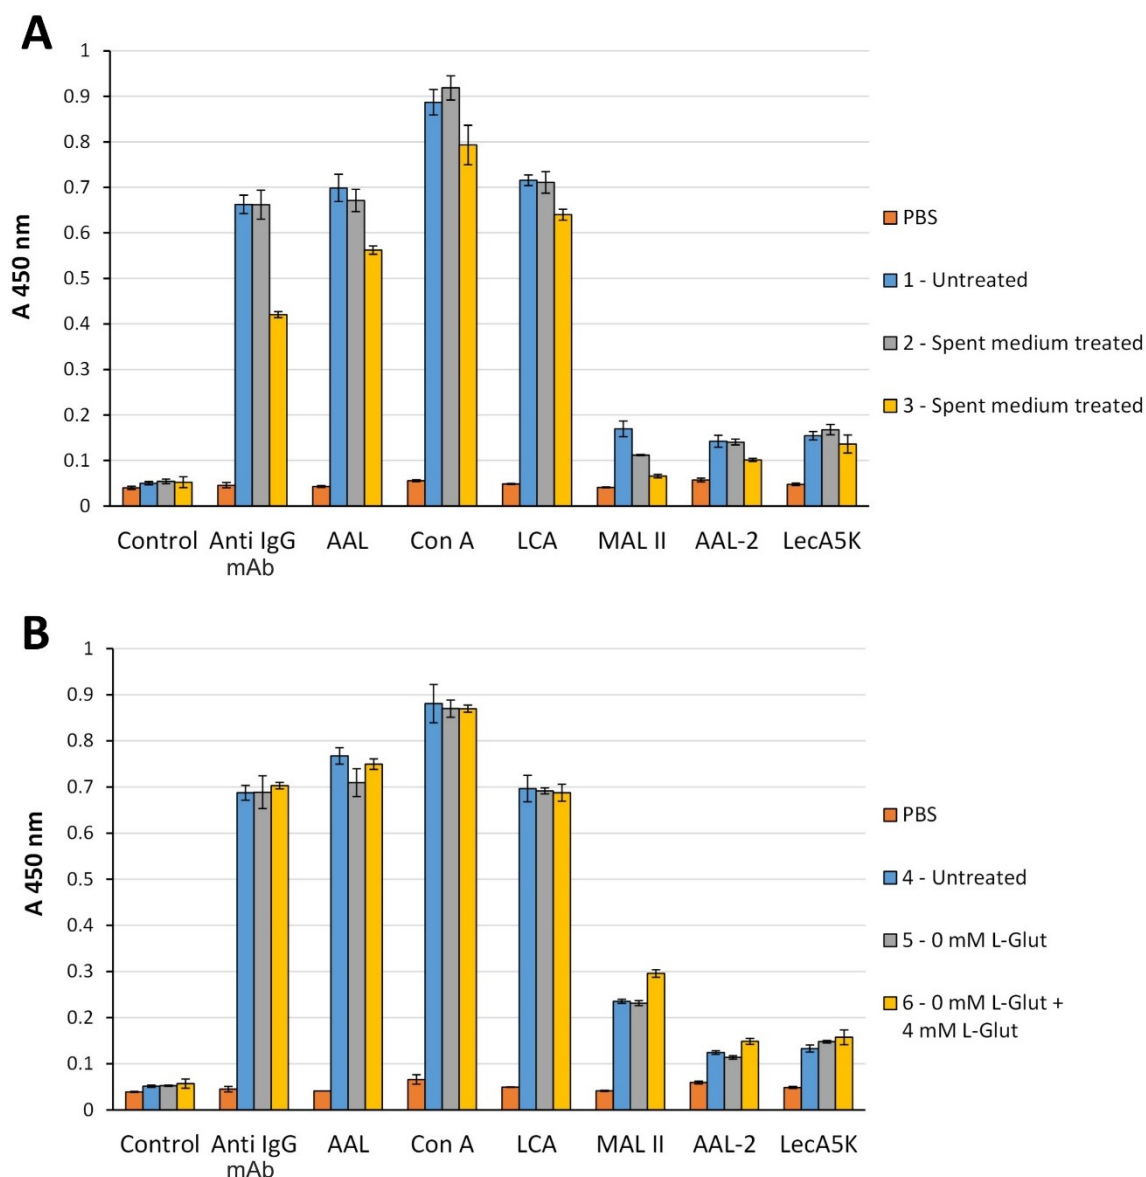 A
1
0.9
0.8
0.7
0.6
0.5
0.4
0.3
0.2
0.1
0
A 450 nm
Control Anti IgG mAb AAL Con A LCA MAL II AAL-2 LecA5K
PBS
1 - Untreated
2 - Spent medium treated
3 - Spent medium treated
B
1
0.9
0.8
0.7
0.6
0.5
0.4
0.3
0.2
0.1
0
A 450 nm
Control Anti IgG mAb AAL Con A LCA MAL II AAL-2 LecA5K
PBS
4 - Untreated
5 - 0 mM L-Glut
6 - 0 mM L-Glut +
4 mM L-Glut